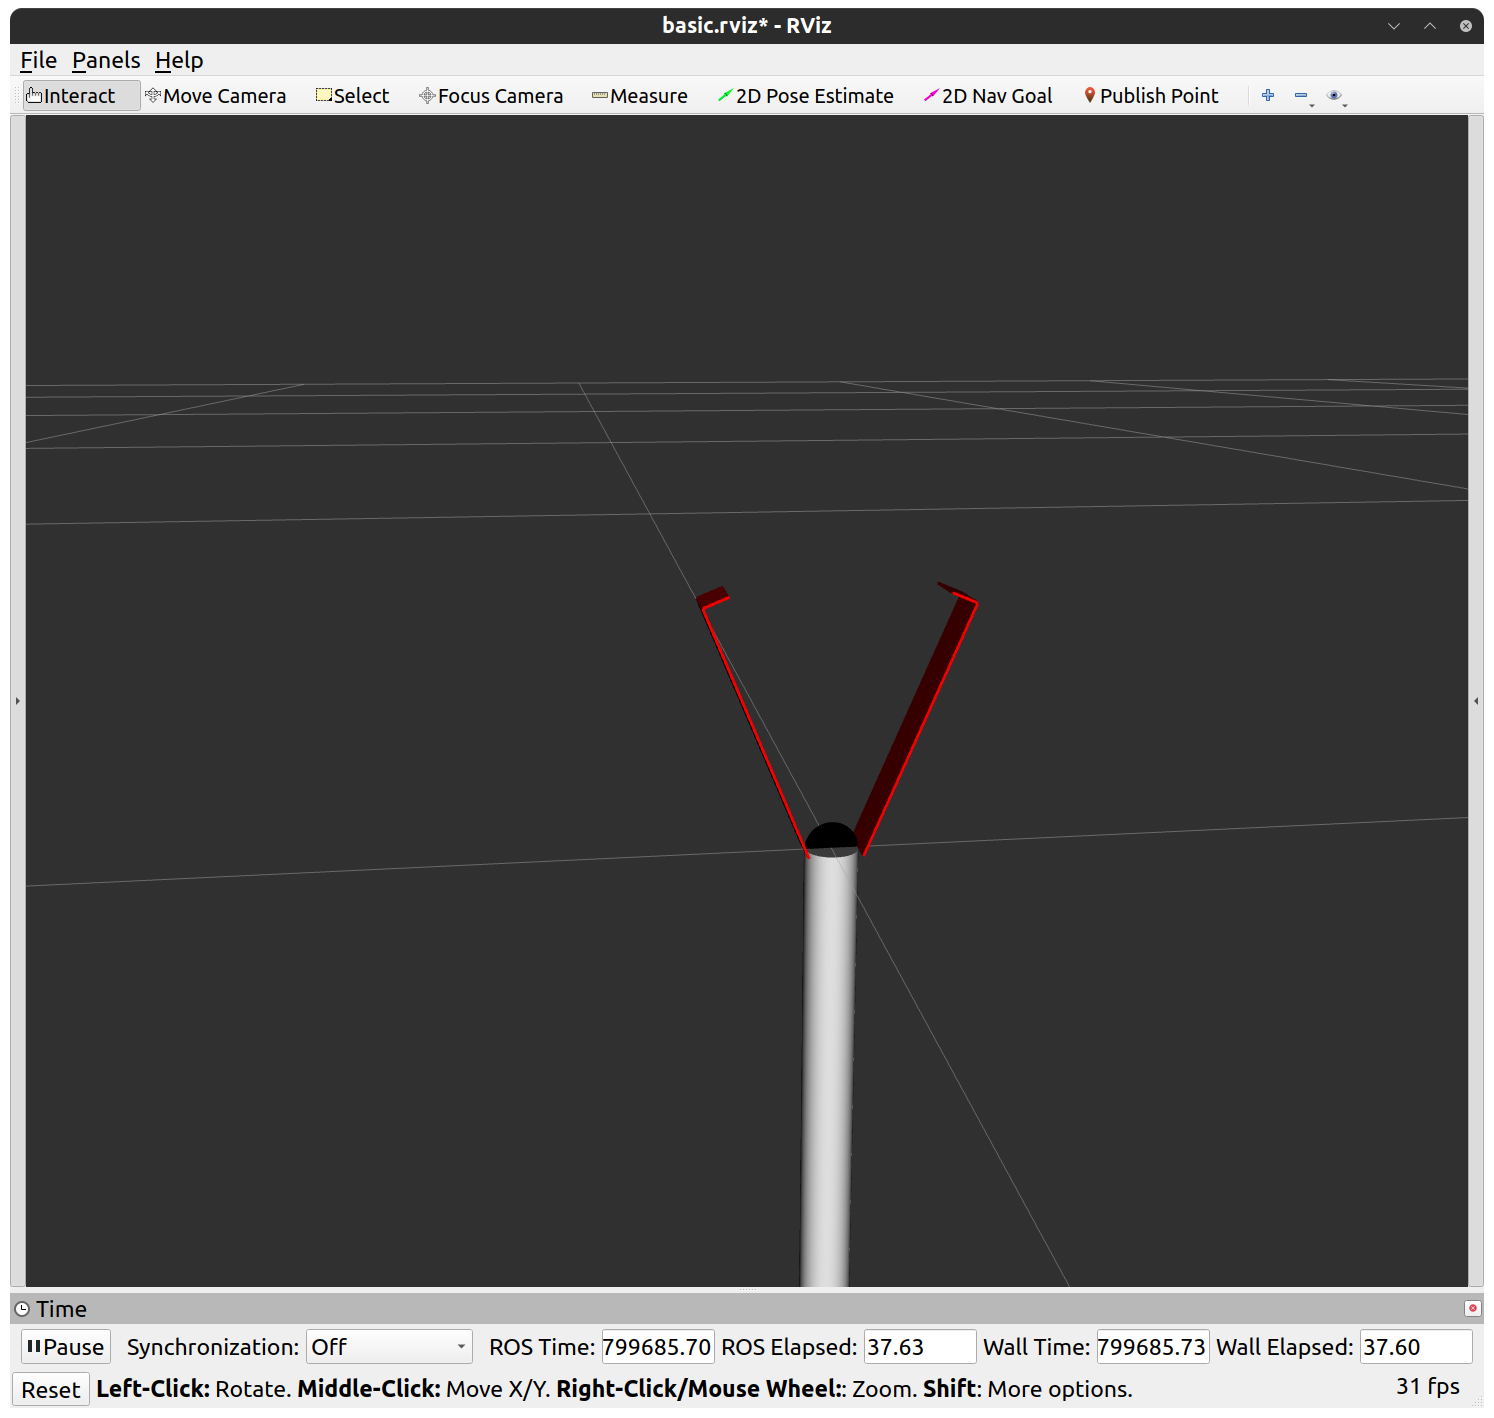 basic.rviz* - RViz
File Panels Help
Interact Move Camera Select Focus Camera Measure 2D Pose Estimate 2D Nav Goal Publish Point
Time
Pause Synchronization: Off ROS Time: 799685.70 ROS Elapsed: 37.63 Wall Time: 799685.73 Wall Elapsed: 37.60
Reset Left-Click: Rotate. Middle-Click: Move X/Y. Right-Click/Mouse Wheel:: Zoom. Shift: More options. 31 fps